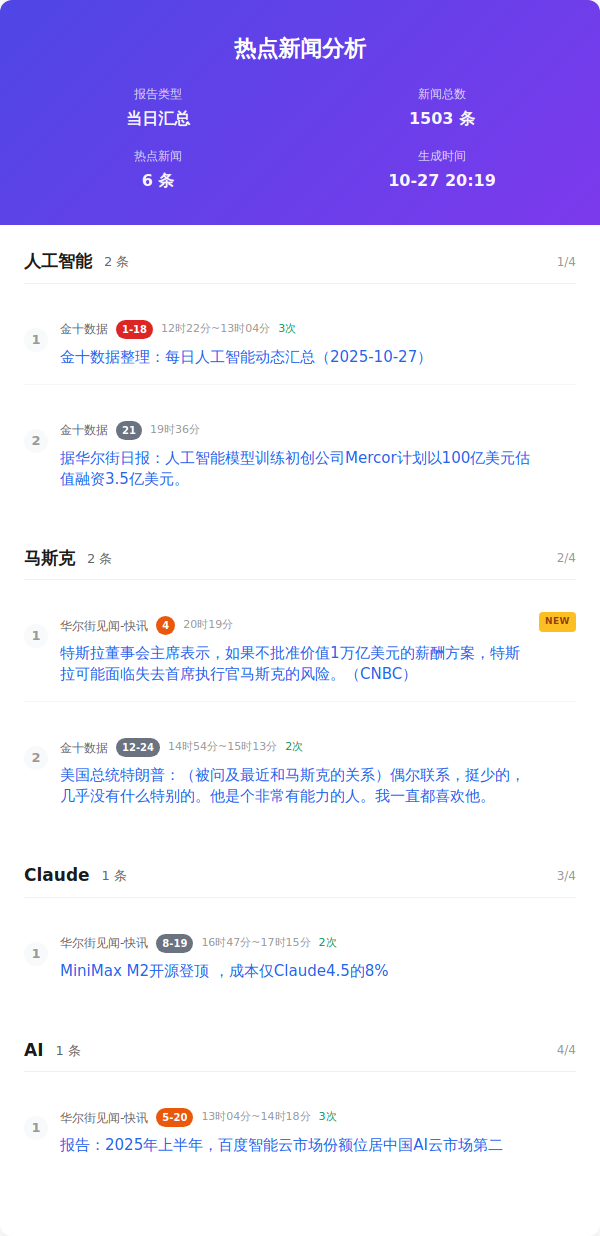 热点新闻分析
报告类型
新闻总数
当日汇总
1503 条
热点新闻
生成时间
6 条
10-27 20:19
人工智能 2 条 1/4
1
金十数据 1-18 12时22分~13时04分 3次
金十数据整理：每日人工智能动态汇总（2025-10-27）
2
金十数据 21 19时36分
据华尔街日报：人工智能模型训练初创公司Mercor计划以100亿美元估
值融资3.5亿美元。
马斯克 2 条 2/4
1
华尔街见闻-快讯 4 20时19分 NEW
特斯拉董事会主席表示，如果不批准价值1万亿美元的薪酬方案，特斯
拉可能面临失去首席执行官马斯克的风险。（CNBC）
2
金十数据 12-24 14时54分~15时13分 2次
美国总统特朗普：（被问及最近和马斯克的关系）偶尔联系，挺少的，
几乎没有什么特别的。他是个非常有能力的人。我一直都喜欢他。
Claude 1 条 3/4
1
华尔街见闻-快讯 8-19 16时47分~17时15分 2次
MiniMax M2开源登顶 ，成本仅Claude4.5的8%
AI 1 条 4/4
1
华尔街见闻-快讯 5-20 13时04分~14时18分 3次
报告：2025年上半年，百度智能云市场份额位居中国AI云市场第二